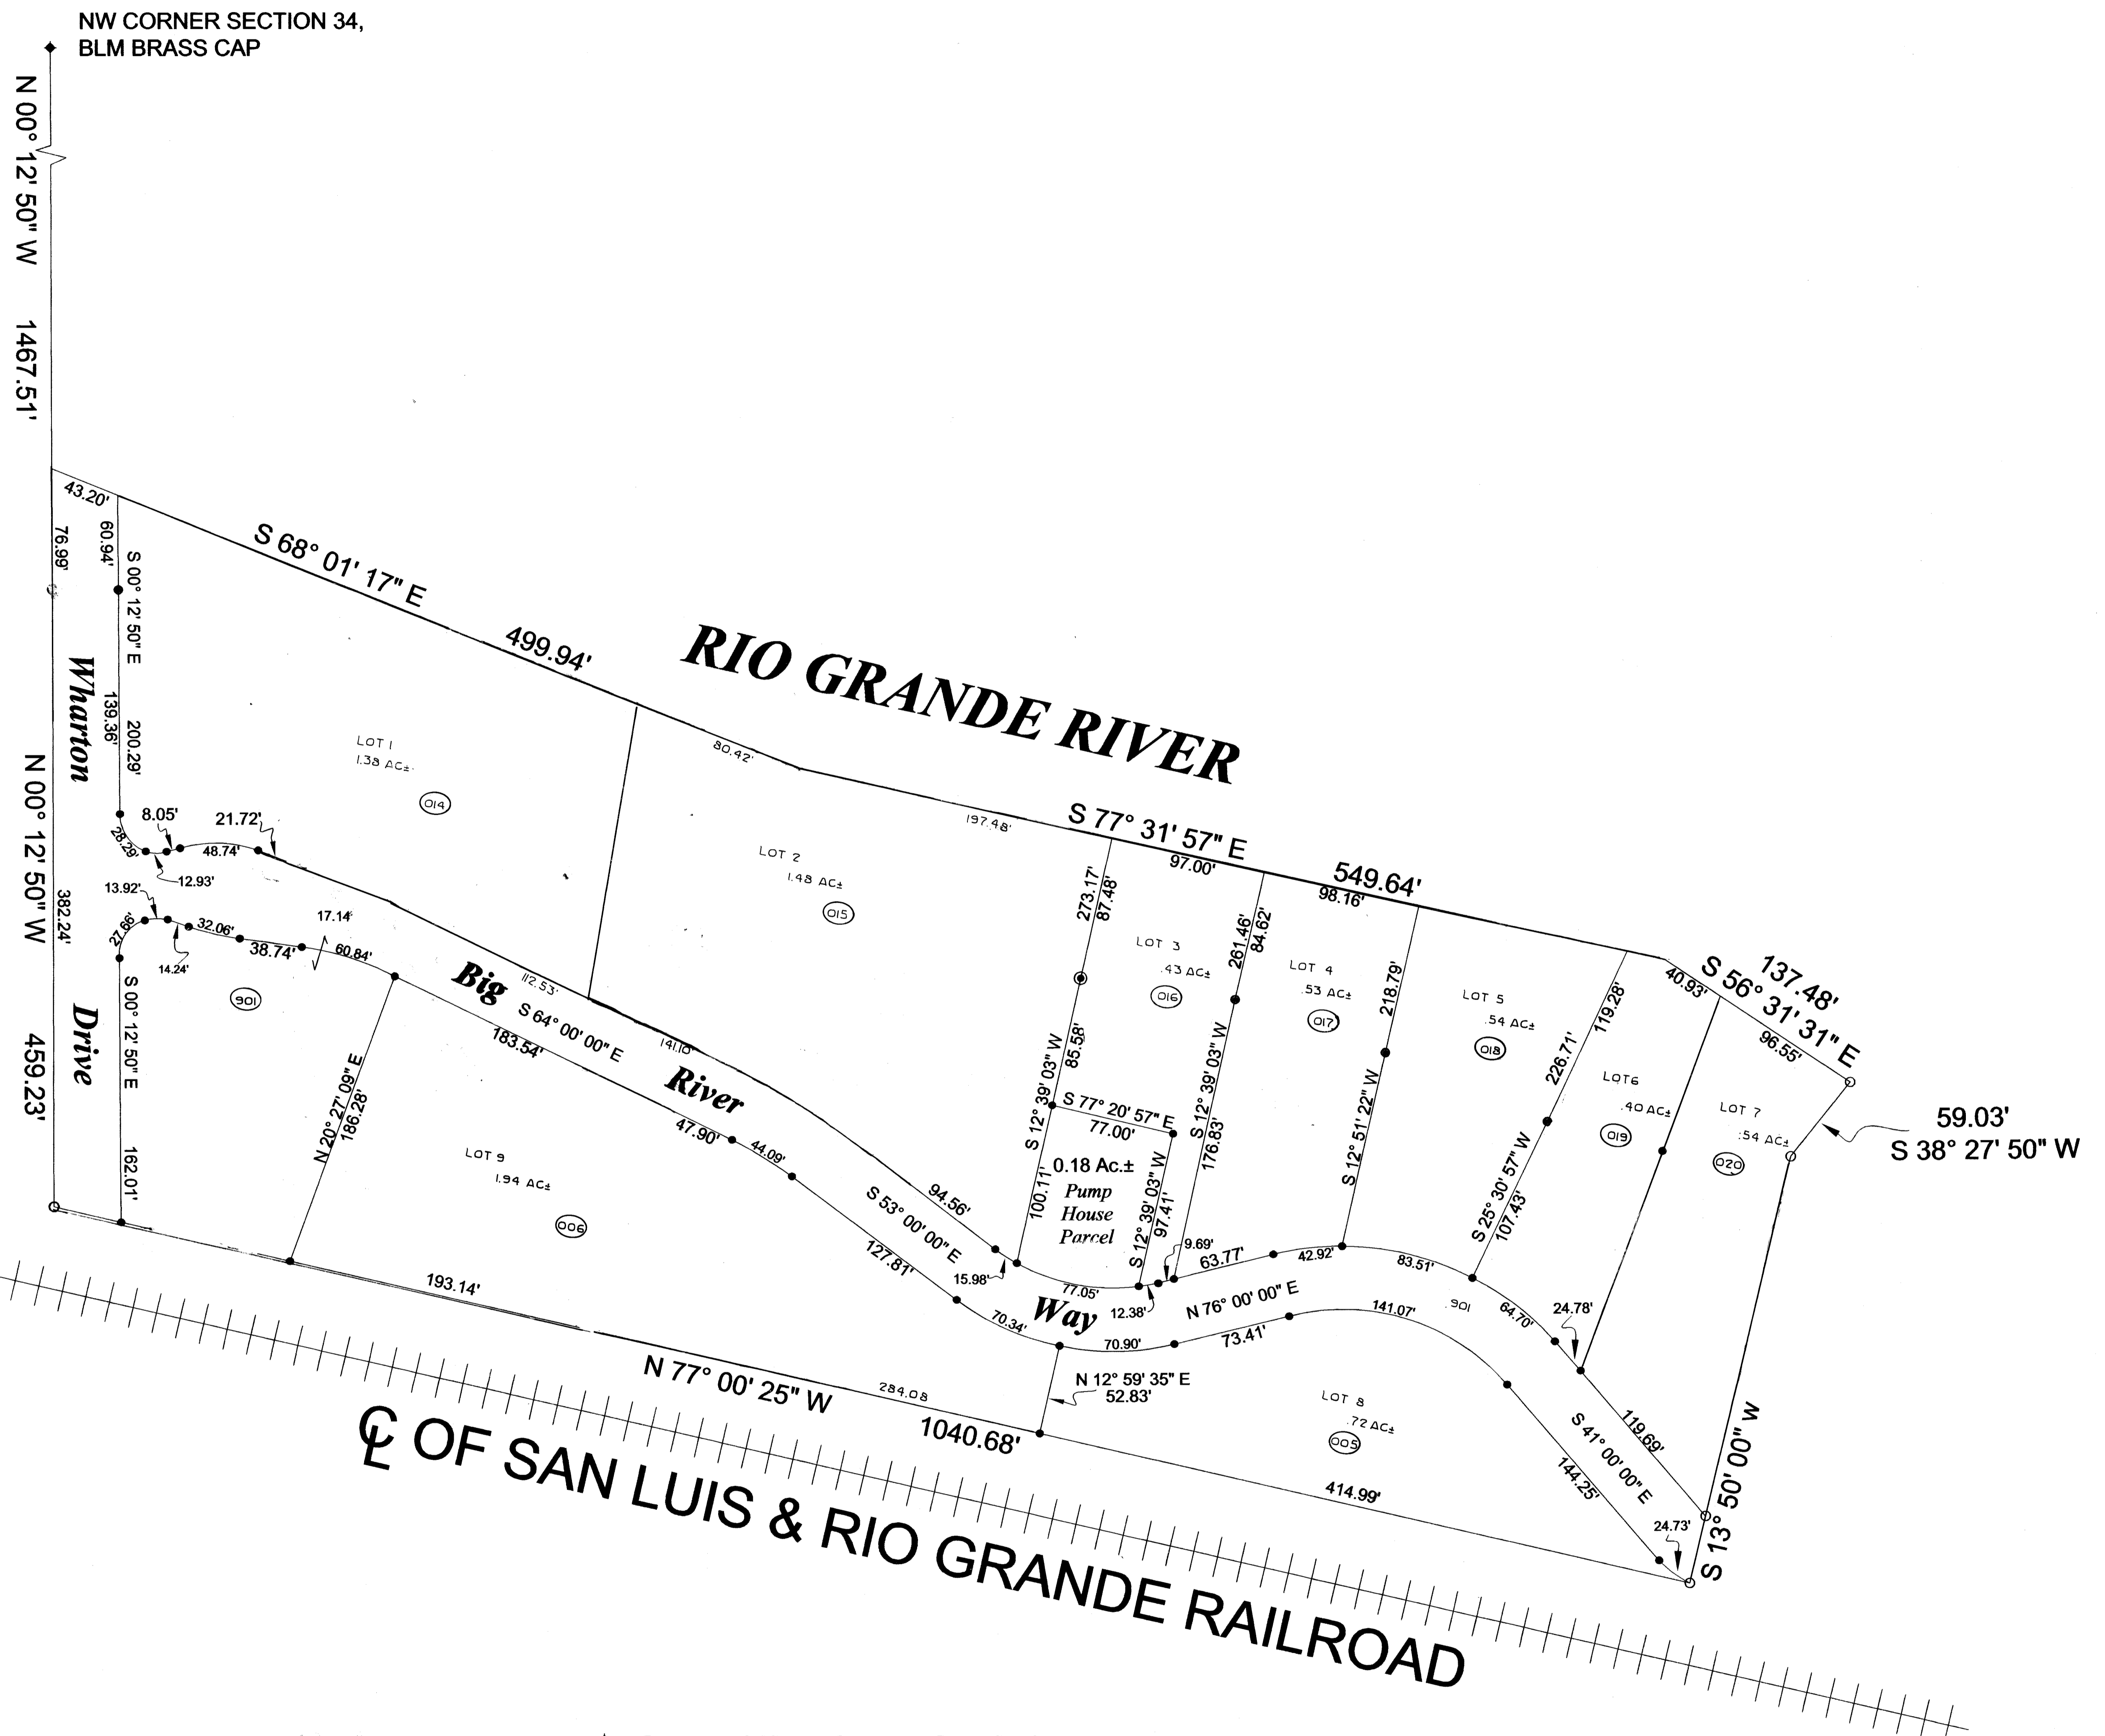 NW CORNER SECTION 34,
BLM BRASS CAP
N 00° 12' 50" W 1467.51'
43.20'
76.99'
60.94'
S 00° 12' 50" E 200.29'
139.36'
S 68° 01' 17" E
499.94'
RIO GRANDE RIVER
Wharton
Drive
N 00° 12' 50" W 459.23'
382.24'
LOT 1
1.38 AC±
014
80.42'
197.48'
S 77° 31' 57" E
549.64'
97.00'
98.16'
8.05'
21.72'
28.29'
48.74'
12.93'
13.92'
27.66'
14.24'
32.06'
38.74'
17.14'
60.84'
901
S 00° 12' 50" E 162.01'
N 20° 27' 09" E
186.28'
LOT 2
1.48 AC±
015
Big
River
Way
112.53'
S 64° 00' 00" E
183.54'
141.10'
47.90'
44.09'
LOT 9
1.94 AC±
006
94.56'
S 53° 00' 00" E
127.81'
15.98'
70.34'
273.17'
87.48'
85.58'
S 12° 39' 03" W
100.11'
LOT 3
.43 AC±
016
S 77° 20' 57" E
77.00'
0.18 Ac.±
Pump
House
Parcel
S 12° 39' 03" W
97.41'
77.05'
12.38'
9.69'
261.46'
84.62'
S 12° 39' 03" W
176.83'
LOT 4
.53 AC±
017
218.79'
S 12° 51' 22" W
63.77'
42.92'
N 76° 00' 00" E
70.90'
73.41'
LOT 5
.54 AC±
018
119.28'
226.71'
S 25° 30' 57" W
107.43'
83.51'
141.07'
.901
64.70'
24.78'
40.93'
S 56° 31' 31" E
137.48'
96.55'
LOT 6
.40 AC±
019
LOT 7
.54 AC±
020
59.03'
S 38° 27' 50" W
N 12° 59' 35" E
52.83'
LOT 8
.72 AC±
005
119.69'
S 41° 00' 00" E
144.25'
24.73'
S 13° 50' 00" W
193.14'
N 77° 00' 25" W
284.08
1040.68'
414.99'
CL OF SAN LUIS & RIO GRANDE RAILROAD